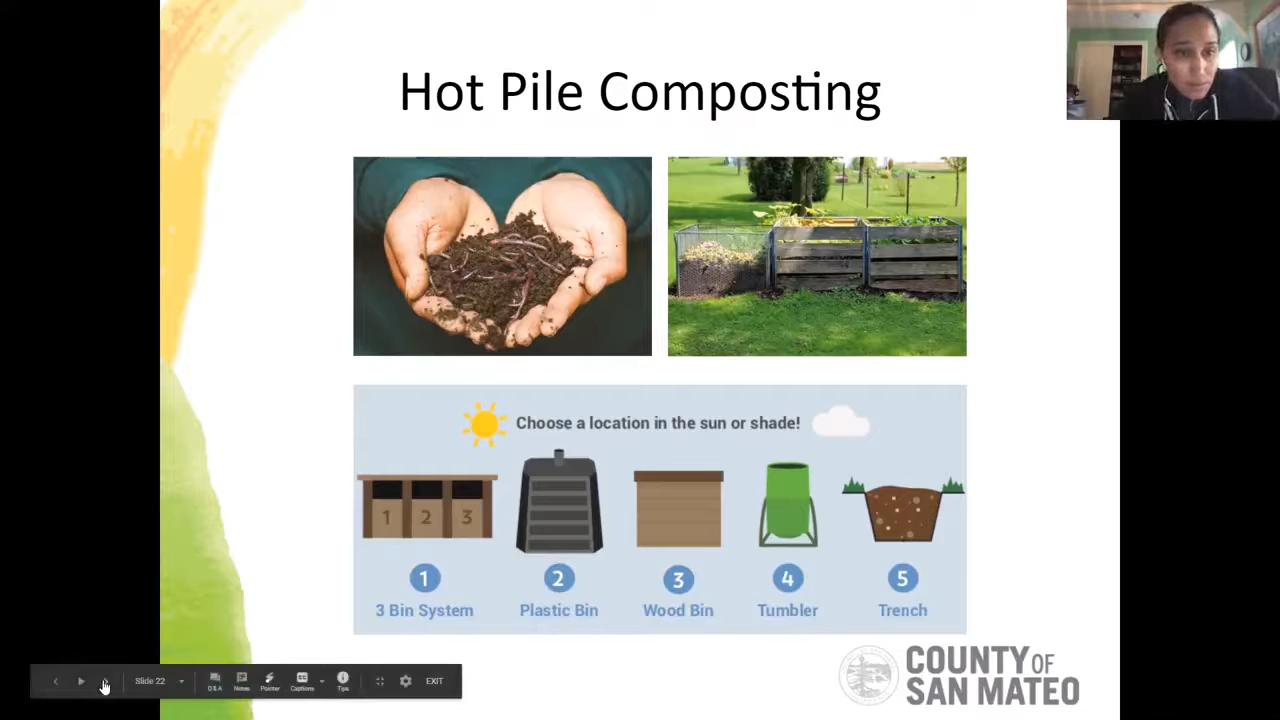 Hot Pile Composting
Choose a location in the sun or shade!
1 2 3
1 2 3 4 5
3 Bin System Plastic Bin Wood Bin Tumbler Trench
COUNTY OF
SAN MATEO
Slide 22 Q&A Notes Pointer Captions Tips EXIT